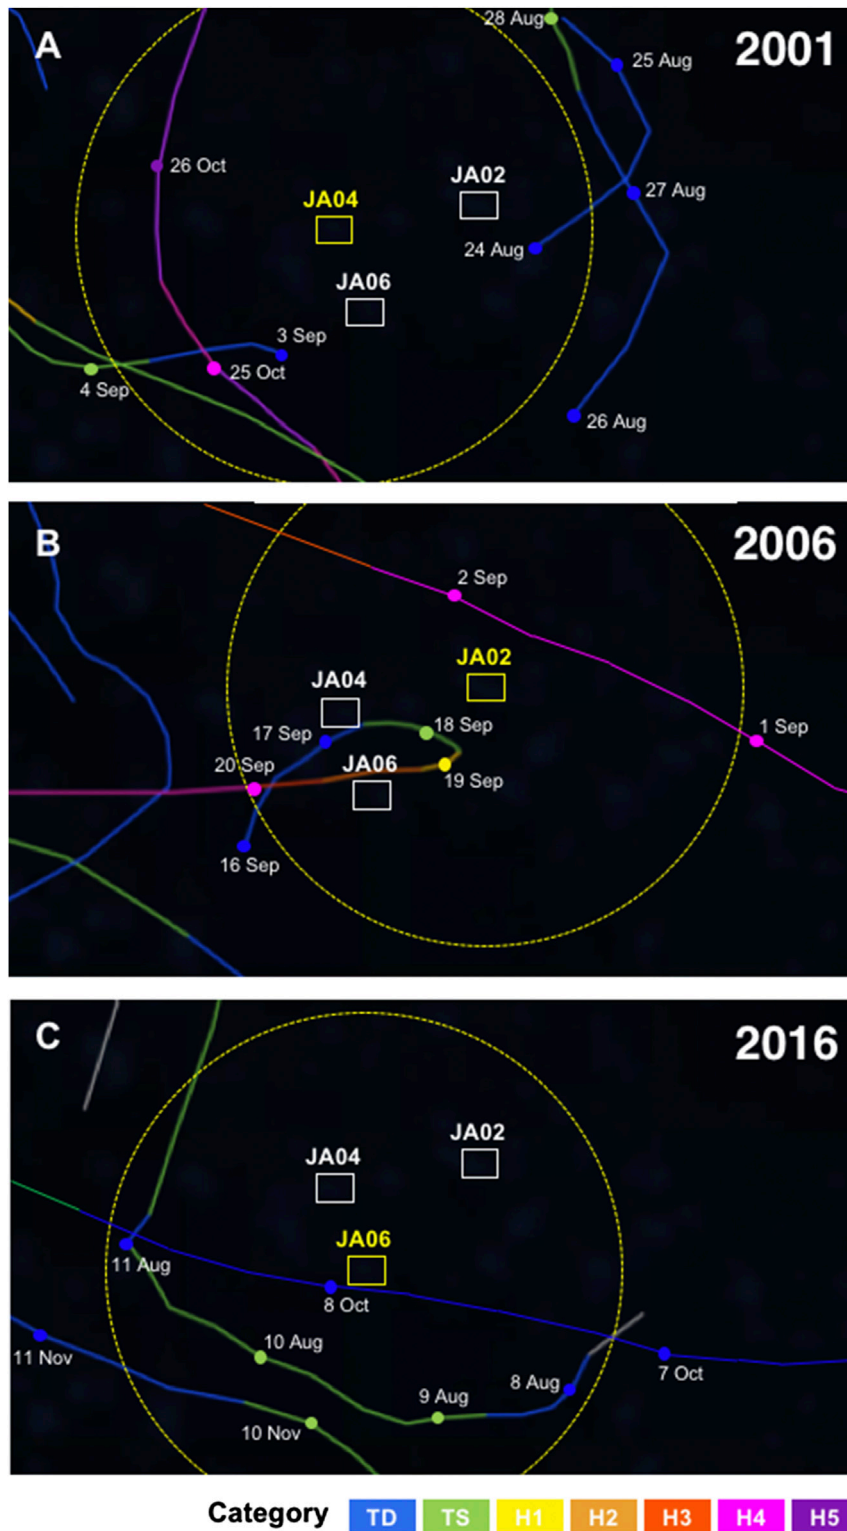 A
2001
28 Aug
25 Aug
26 Oct
JA02
JA04
27 Aug
24 Aug
JA06
3 Sep
25 Oct
4 Sep
26 Aug
B
2006
2 Sep
JA02
JA04
18 Sep
17 Sep
1 Sep
20 Sep
JA06
19 Sep
16 Sep
C
2016
JA02
JA04
JA06
11 Aug
8 Oct
10 Aug
11 Nov
7 Oct
8 Aug
9 Aug
10 Nov
Category TD TS H1 H2 H3 H4 H5